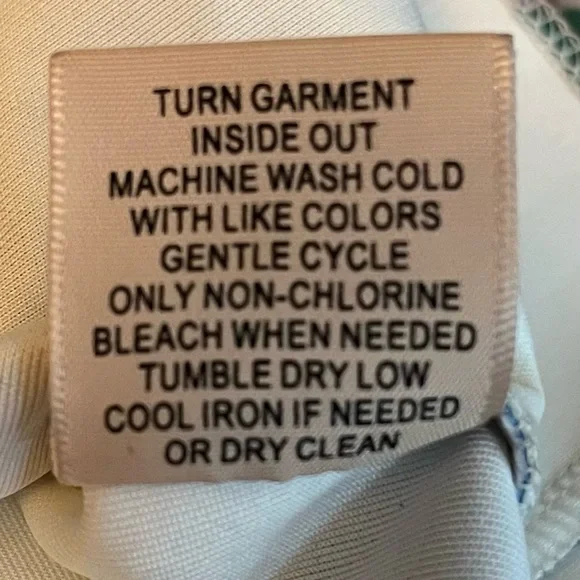 TURN GARMENT
INSIDE OUT
MACHINE WASH COLD
WITH LIKE COLORS
GENTLE CYCLE
ONLY NON-CHLORINE
BLEACH WHEN NEEDED
TUMBLE DRY LOW
COOL IRON IF NEEDED
OR DRY CLEAN